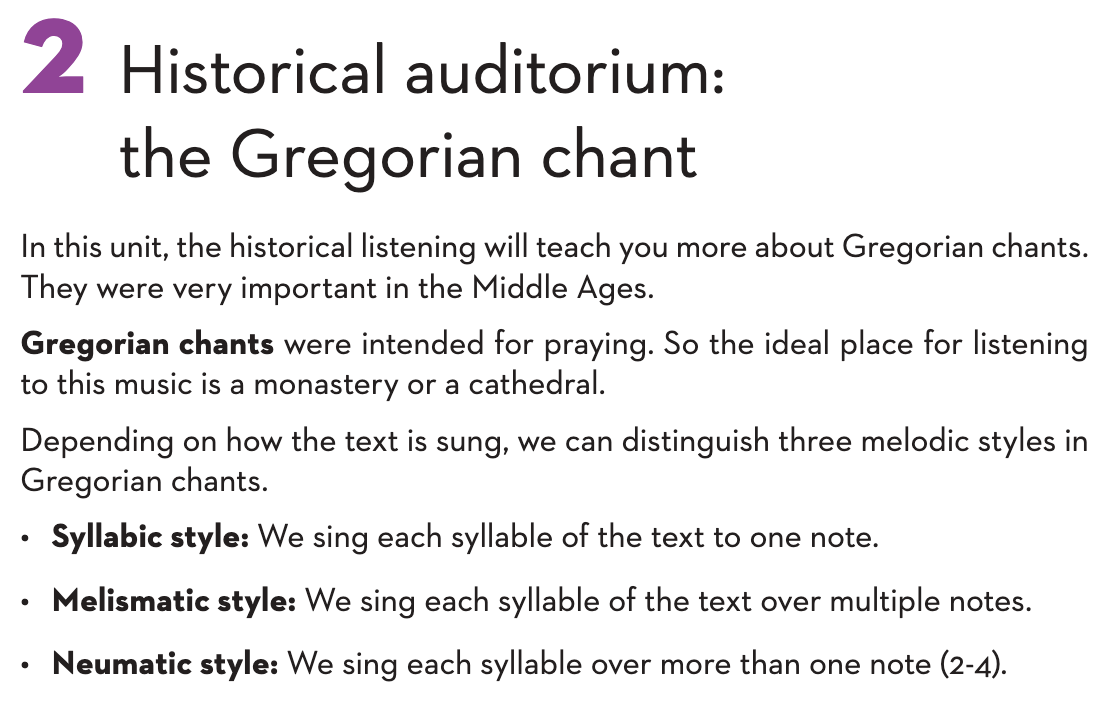 2 Historical auditorium:
the Gregorian chant
In this unit, the historical listening will teach you more about Gregorian chants.
They were very important in the Middle Ages.
Gregorian chants were intended for praying. So the ideal place for listening
to this music is a monastery or a cathedral.
Depending on how the text is sung, we can distinguish three melodic styles in
Gregorian chants.
• Syllabic style: We sing each syllable of the text to one note.
• Melismatic style: We sing each syllable of the text over multiple notes.
• Neumatic style: We sing each syllable over more than one note (2-4).